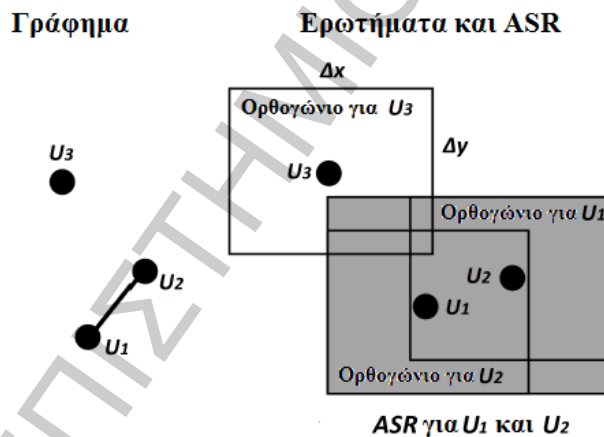 Γράφημα
Ερωτήματα και ASR
Δx
Ορθογώνιο για U3
Δy
U3
U3
Ορθογώνιο για U1
U2
U2
U1
U1
Ορθογώνιο για U2
ASR για U1 και U2